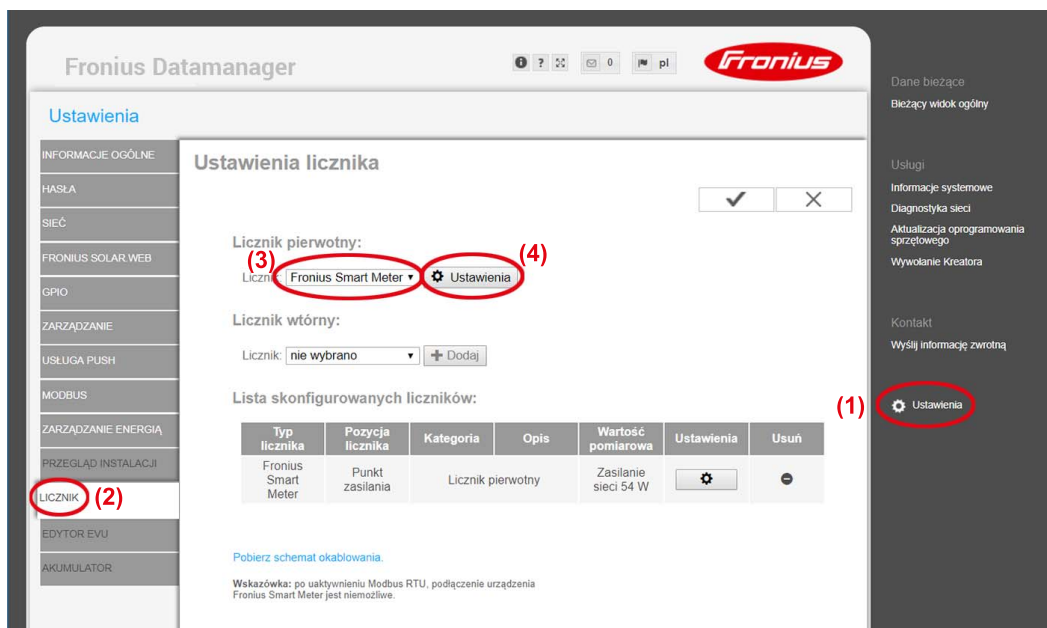 Fronius Datamanager
0
pl
Fronius
Ustawienia
INFORMACJE OGÓLNE
HASŁA
SIEĆ
FRONIUS SOLAR.WEB
GPIO
ZARZĄDZANIE
USŁUGA PUSH
MODBUS
ZARZĄDZANIE ENERGIĄ
PRZEGLĄD INSTALACJI
LICZNIK (2)
EDYTOR EVU
AKUMULATOR
Ustawienia licznika
Licznik pierwotny:
(3) (4)
Licznik: Fronius Smart Meter Ustawienia
Licznik wtórny:
Licznik: nie wybrano Dodaj
Lista skonfigurowanych liczników:
Typ licznika Pozycja licznika Kategoria Opis Wartość pomiarowa Ustawienia Usuń
Fronius Smart Meter Punkt zasilania Licznik pierwotny Zasilanie sieci 54 W
Pobierz schemat okablowania.
Wskazówka: po uaktywnieniu Modbus RTU, podłączenie urządzenia
Fronius Smart Meter jest niemożliwe.
Dane bieżące
Bieżący widok ogólny
Usługi
Informacje systemowe
Diagnostyka sieci
Aktualizacja oprogramowania
sprzętowego
Wywołanie Kreatora
Kontakt
Wyślij informację zwrotną
(1) Ustawienia